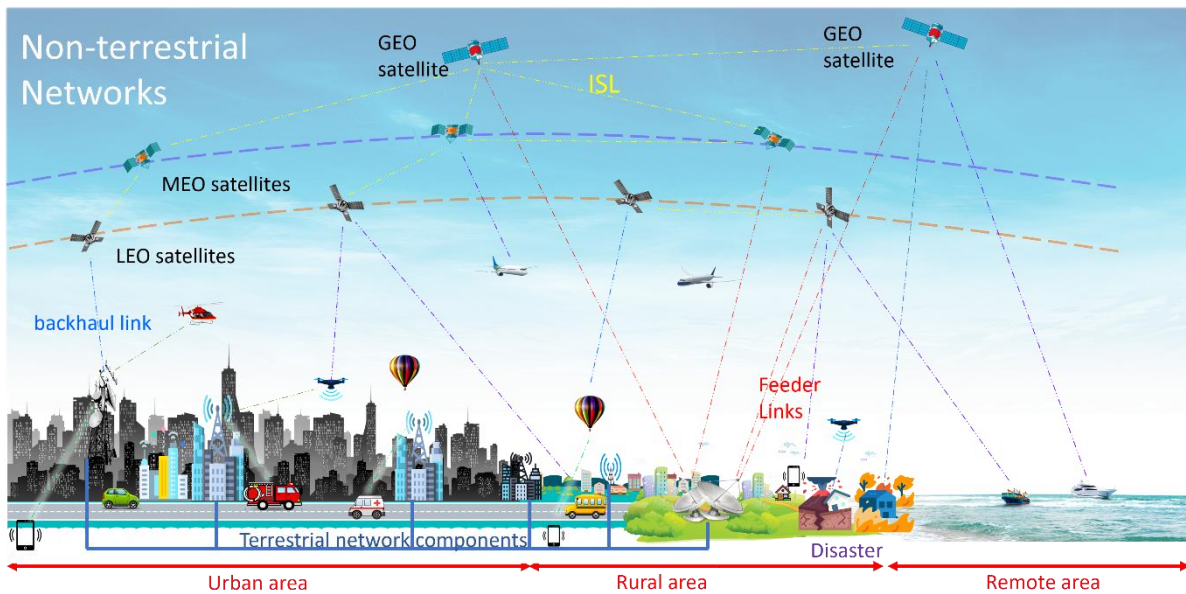 Non-terrestrial
Networks
GEO
satellite
GEO
satellite
ISL
MEO satellites
LEO satellites
backhaul link
Feeder
Links
Terrestrial network components
Disaster
Urban area
Rural area
Remote area